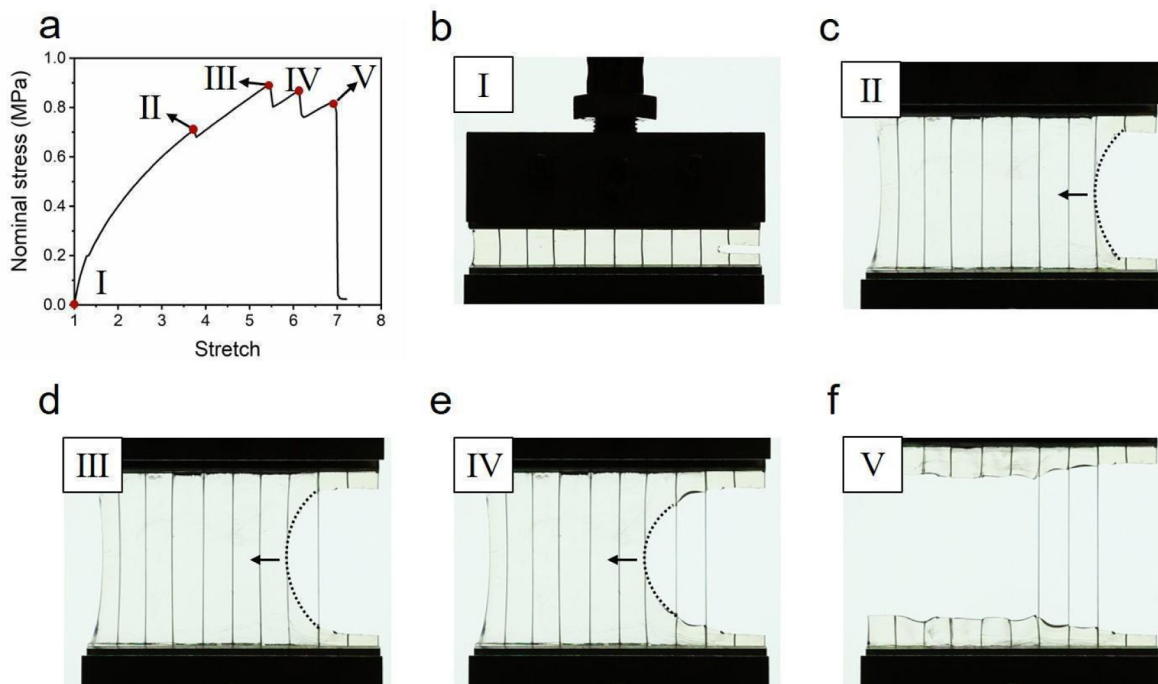 a
1.0
0.8
0.6
0.4
0.2
0.0
Nominal stress (MPa)
I
II
III
IV
V
1 2 3 4 5 6 7 8
Stretch
b
I
c
II
d
III
e
IV
f
V